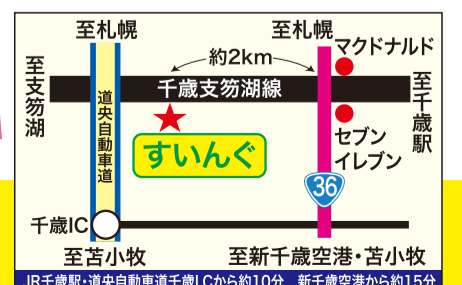 至札幌
至札幌
約2km
マクドナルド
至支笏湖
千歳支笏湖線
至千歳駅
道央自動車道
すいんぐ
セブン
イレブン
36
千歳IC
至苫小牧
至新千歳空港・苫小牧
JR千歳駅・道央自動車道千歳I.Cから約10分 新千歳空港から約15分